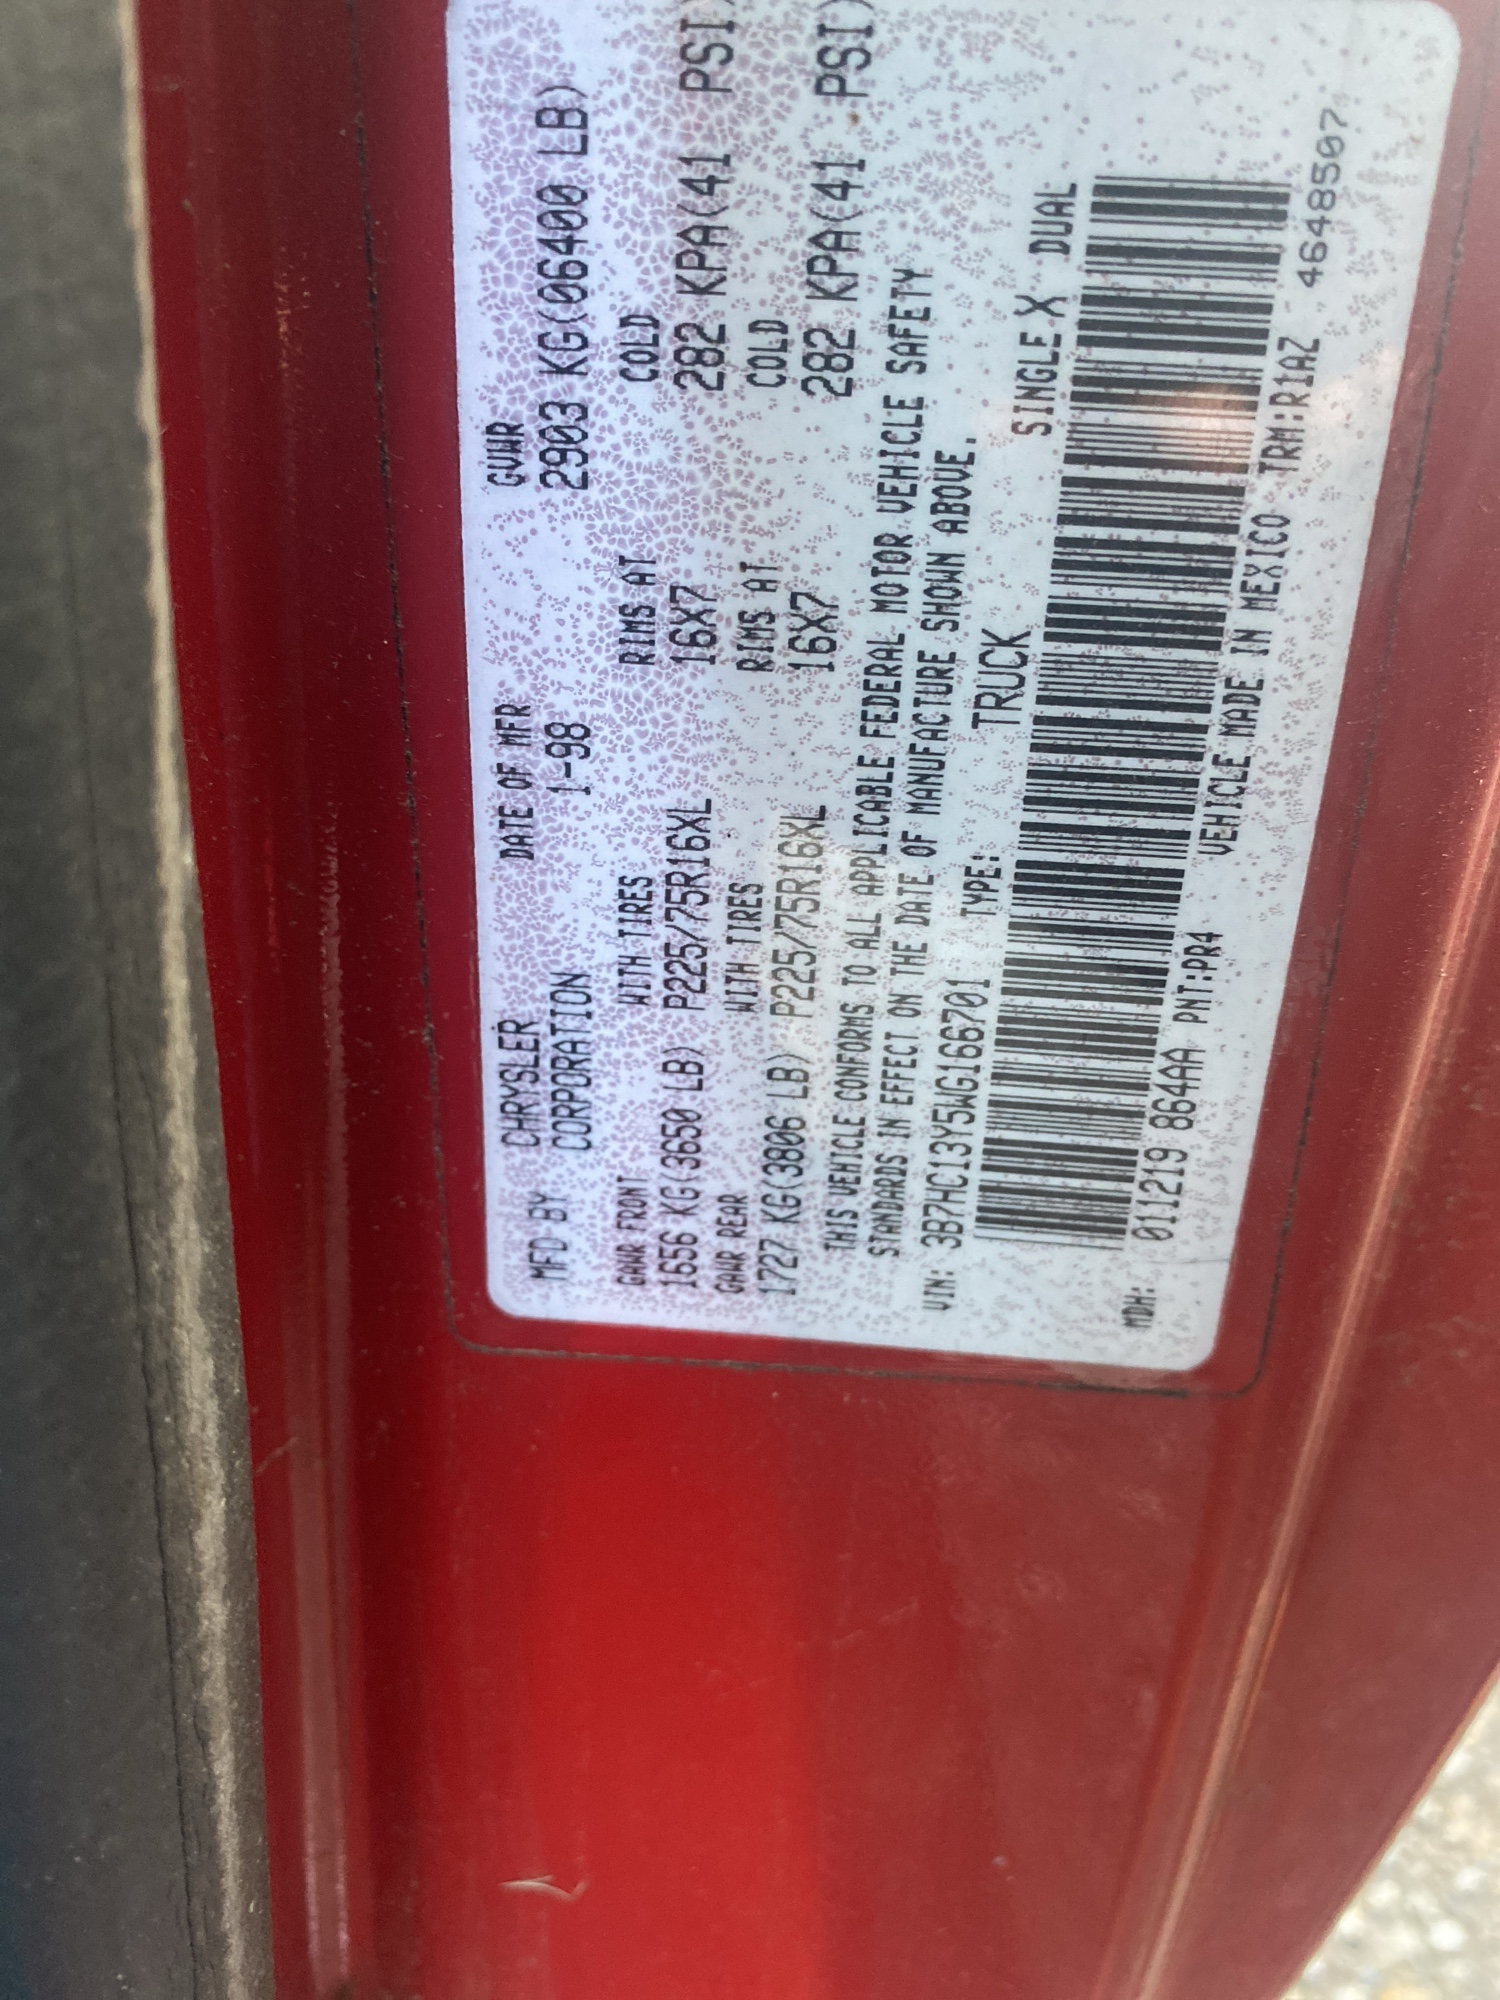 MFD BY CHRYSLER CORPORATION DATE OF MFR 1-98 GVWR 2903 KG(06400 LB)
GAWR FRONT WITH TIRES RIMS AT COLD
1656 KG(3650 LB) P225/75R16XL 16X7 282 KPA(41 PSI)
GAWR REAR WITH TIRES RIMS AT COLD
1727 KG(3806 LB) P225/75R16XL 16X7 282 KPA(41 PSI)
THIS VEHICLE CONFORMS TO ALL APPLICABLE FEDERAL MOTOR VEHICLE SAFETY
STANDARDS IN EFFECT ON THE DATE OF MANUFACTURE SHOWN ABOVE.
VIN: 3B7HC13Y5WG166701 TYPE: TRUCK SINGLE X DUAL
MDH: 011219 864AA PNT:PR4 VEHICLE MADE IN MEXICO TRM:R1AZ 4648507